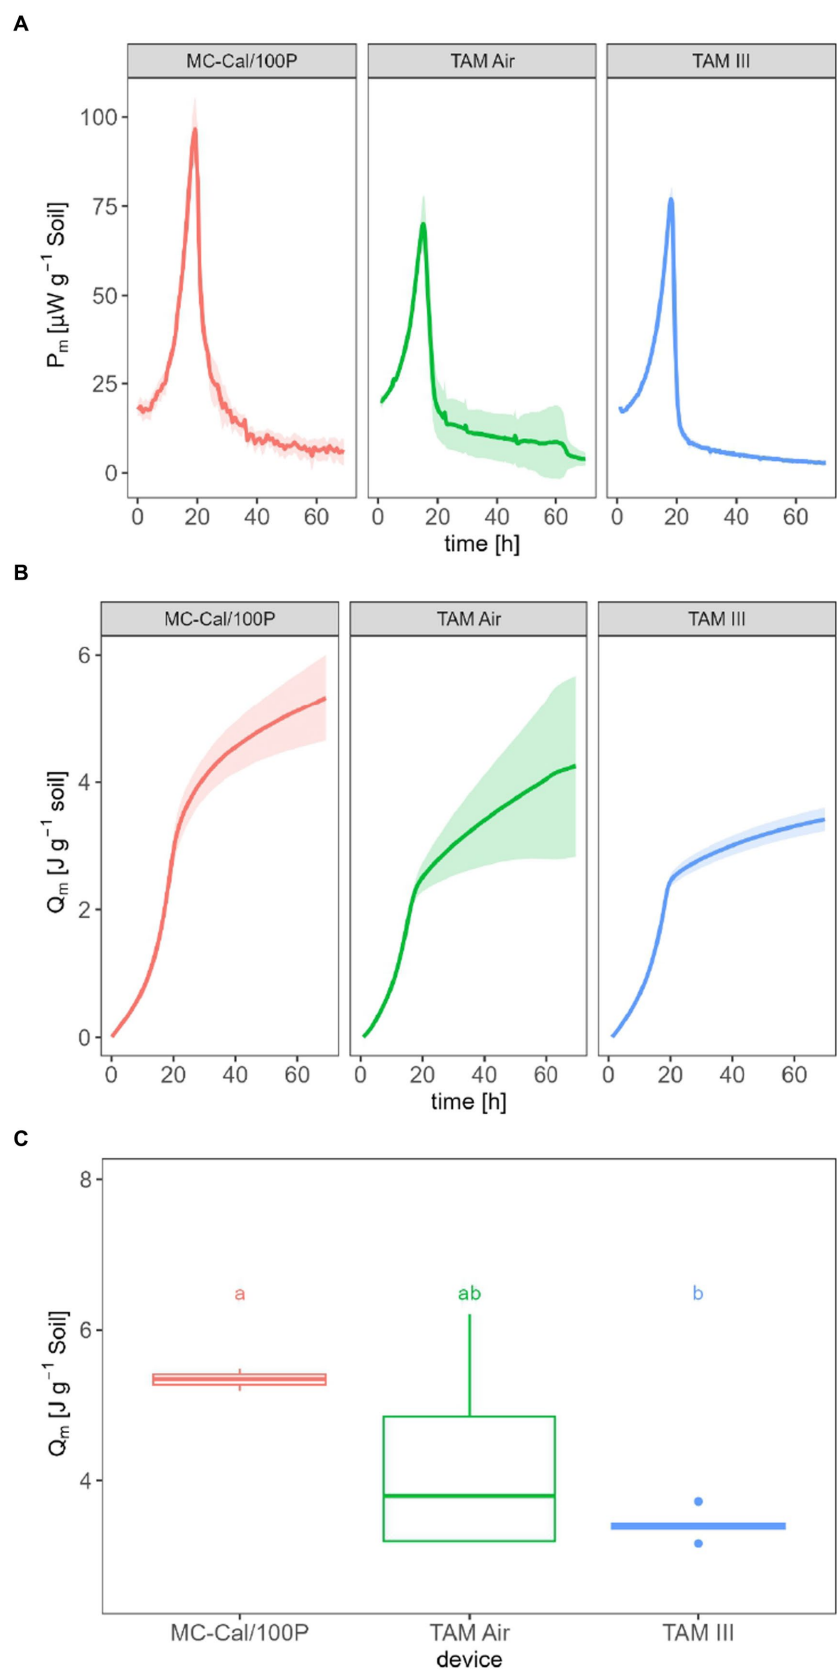 A
MC-Cal/100P TAM Air TAM III
100
75
50
25
0
Pm [µW g−1 Soil]
0 20 40 60 0 20 40 60 0 20 40 60
time [h]
B
MC-Cal/100P TAM Air TAM III
6
4
2
0
Qm [J g−1 soil]
0 20 40 60 0 20 40 60 0 20 40 60
time [h]
C
8
6
4
Qm [J g−1 Soil]
a ab b
MC-Cal/100P TAM Air TAM III
device